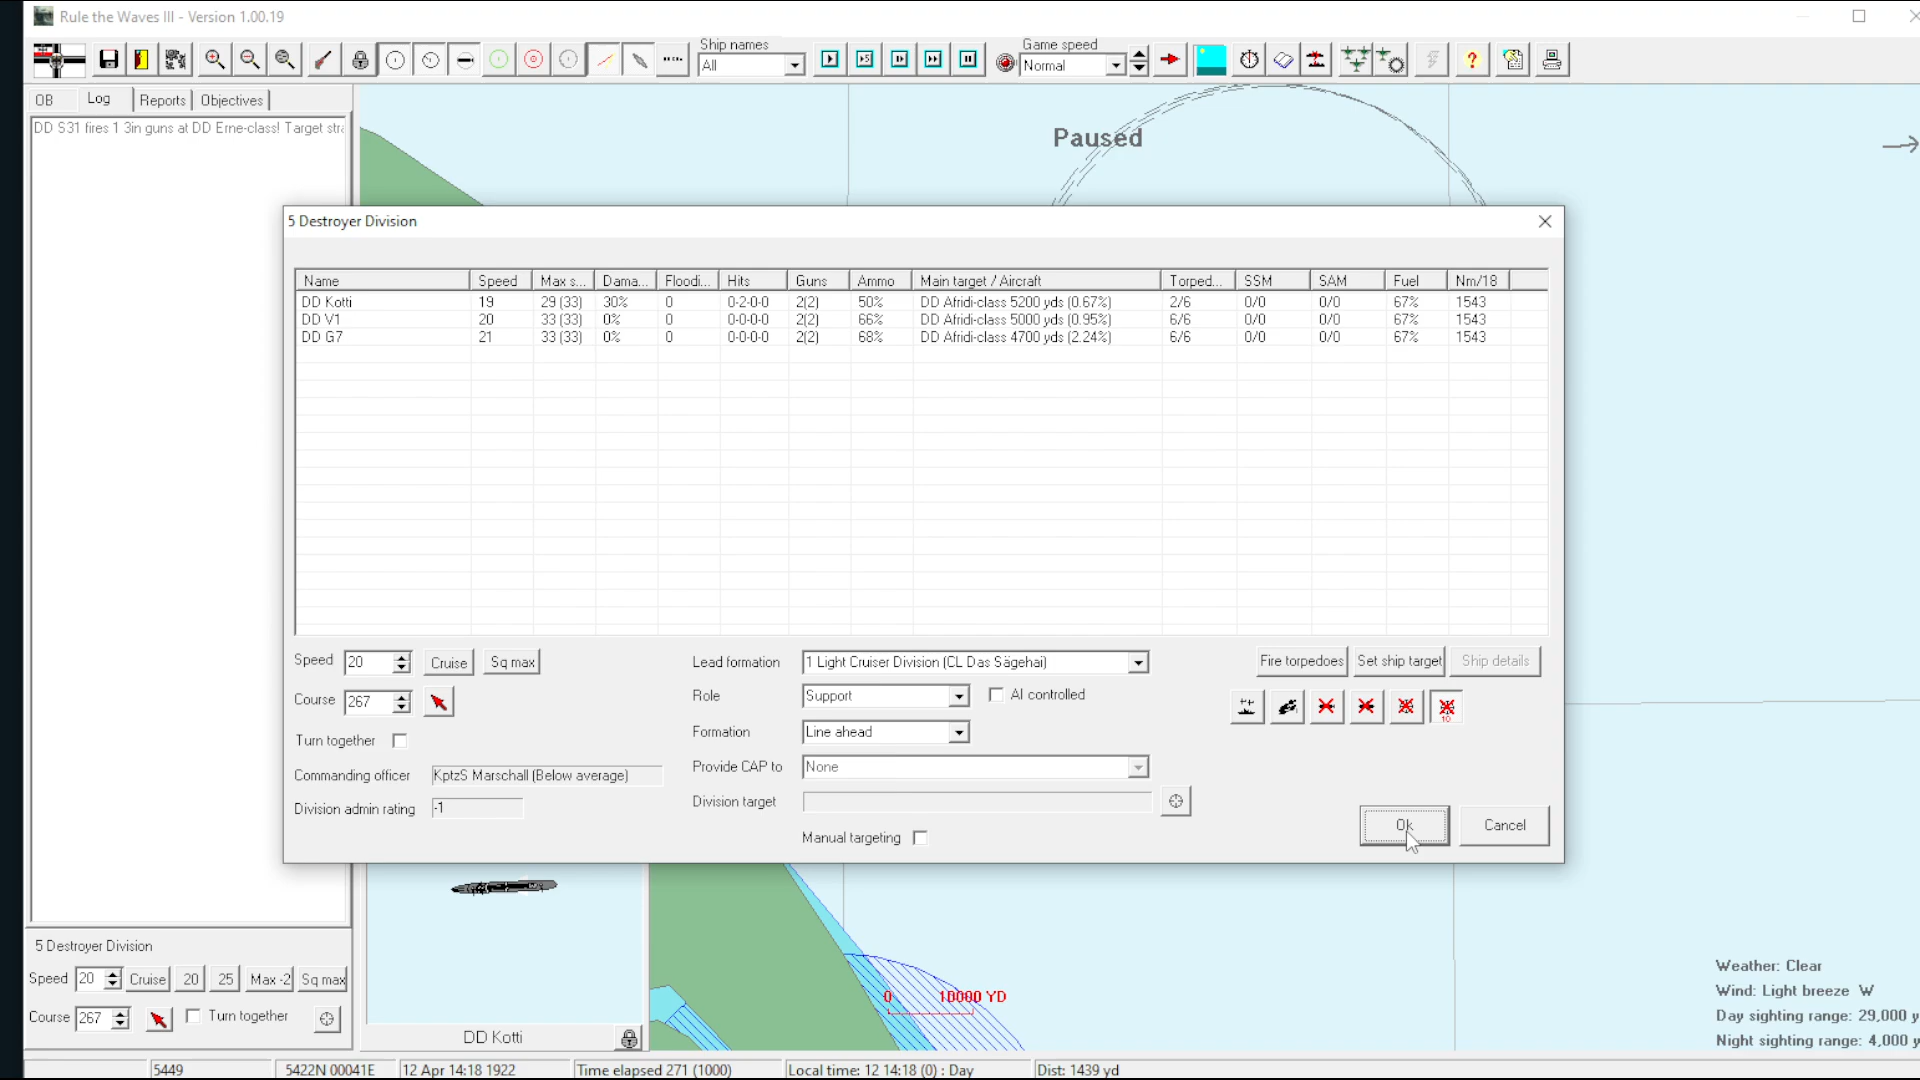 Rule the Waves III - Version 1.00.19
Ship names
All
Game speed
Normal
OB Log Reports Objectives
DD S31 fires 1 3in guns at DD Erne-class! Target
Paused
5 Destroyer Division
Name Speed Max s... Dama... Floodi... Hits Guns Ammo Main target / Aircraft Torped... SSM SAM Fuel Nm/18
DD Kotti 19 29 (33) 30% 0 0-2-0-0 2(2) 50% DD Afridi-class 5200 yds (0.67%) 2/6 0/0 0/0 67% 1543
DD V1 20 33 (33) 0% 0 0-0-0-0 2(2) 66% DD Afridi-class 5000 yds (0.95%) 6/6 0/0 0/0 67% 1543
DD G7 21 33 (33) 0% 0 0-0-0-0 2(2) 68% DD Afridi-class 4700 yds (2.24%) 6/6 0/0 0/0 67% 1543
Speed 20 Cruise Sq max Lead formation 1 Light Cruiser Division (CL Das Sägehai) Fire torpedoes Set ship target Ship details
Course 267 Role Support AI controlled
10
Turn together Formation Line ahead
Commanding officer KptzS Marschall (Below average) Provide CAP to None
Division admin rating -1 Division target
Manual targeting
Ok Cancel
5 Destroyer Division
Speed 20 Cruise 20 25 Max -2 Sq max
Course 267 Turn together
DD Kotti
0 10000 YD
Weather: Clear
Wind: Light breeze W
Day sighting range: 29,000 y
Night sighting range: 4,000 y
5449 5422N 00041E 12 Apr 14:18 1922 Time elapsed 271 (1000) Local time: 12 14:18 (0) : Day Dist: 1439 yd